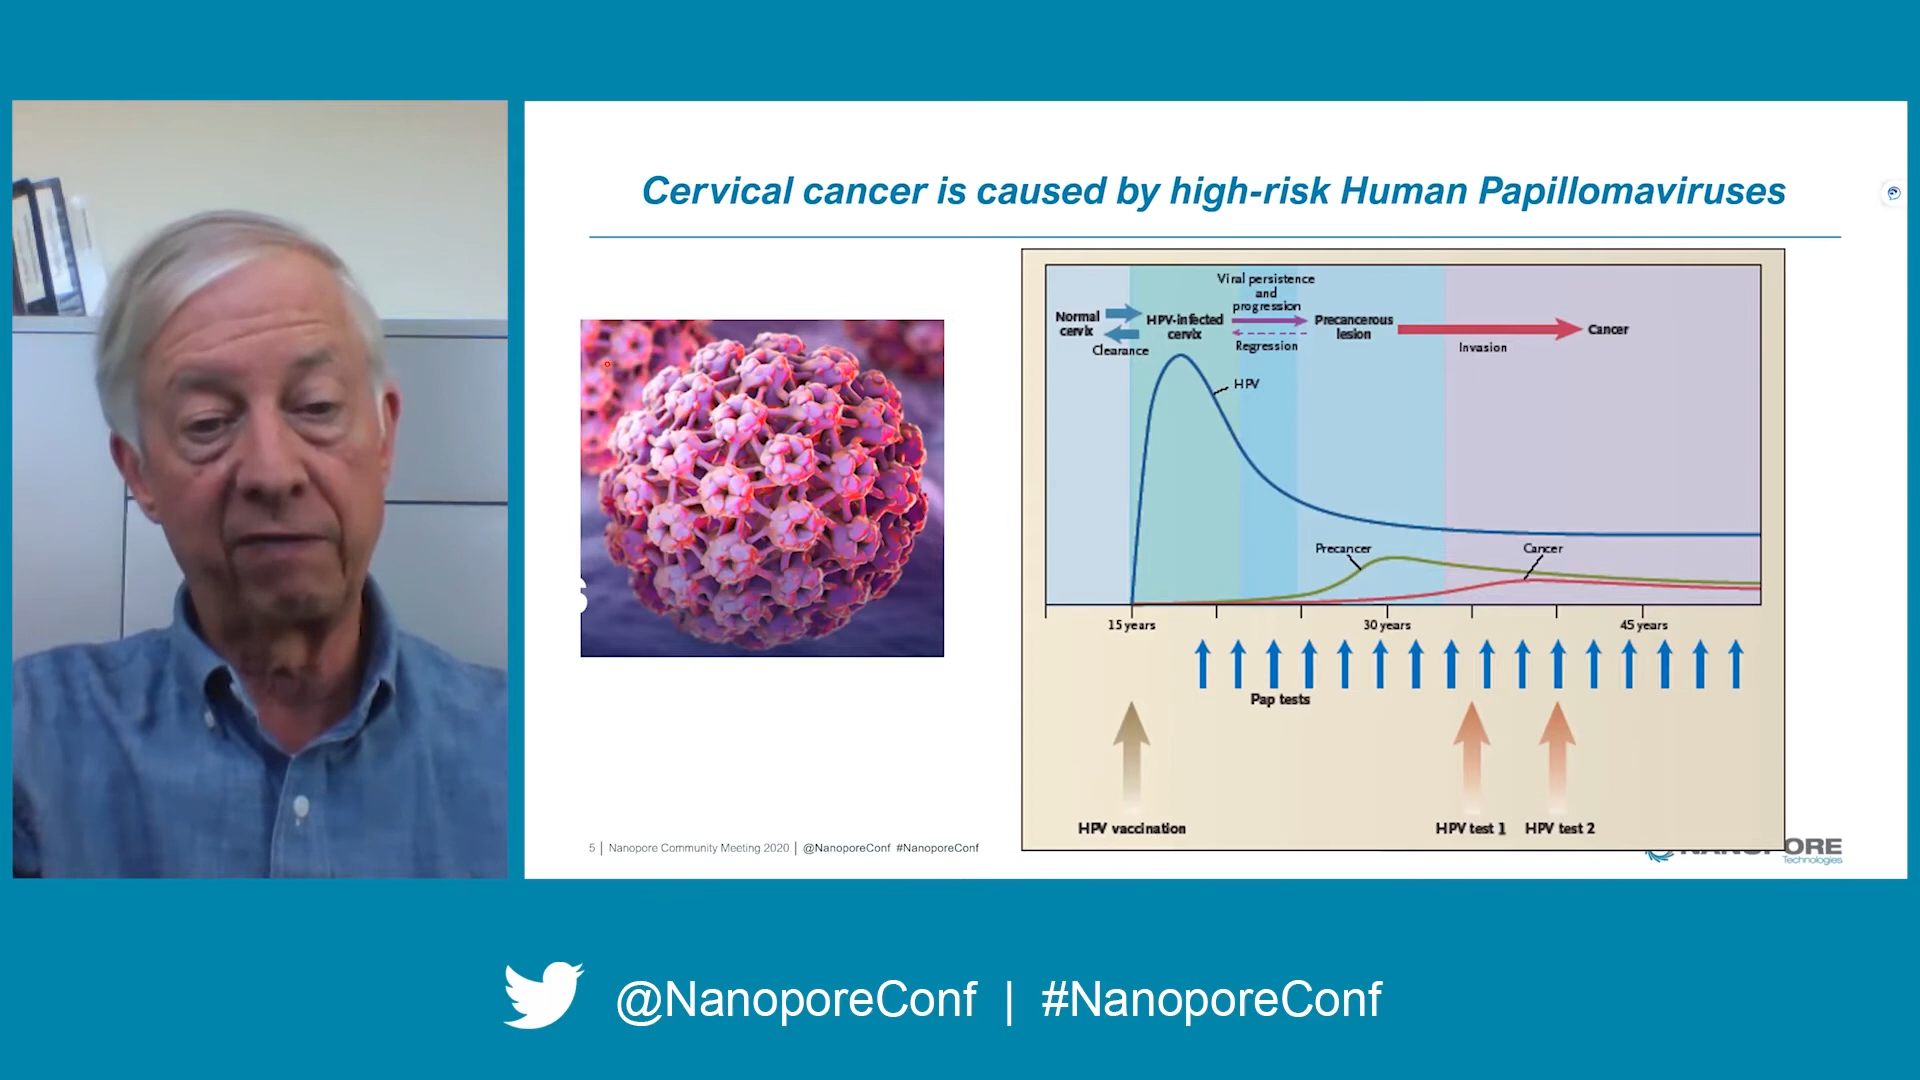 Cervical cancer is caused by high-risk Human Papillomaviruses
Viral persistence
and
progression
Normal
cervix
HPV-infected
cervix
Precancerous
lesion
Cancer
Clearance
Regression
Invasion
HPV
Precancer
Cancer
15 years
30 years
45 years
Pap tests
HPV vaccination
HPV test 1
HPV test 2
5 | Nanopore Community Meeting 2020 | @NanoporeConf #NanoporeConf
NANOPORE
Technologies
@NanoporeConf | #NanoporeConf